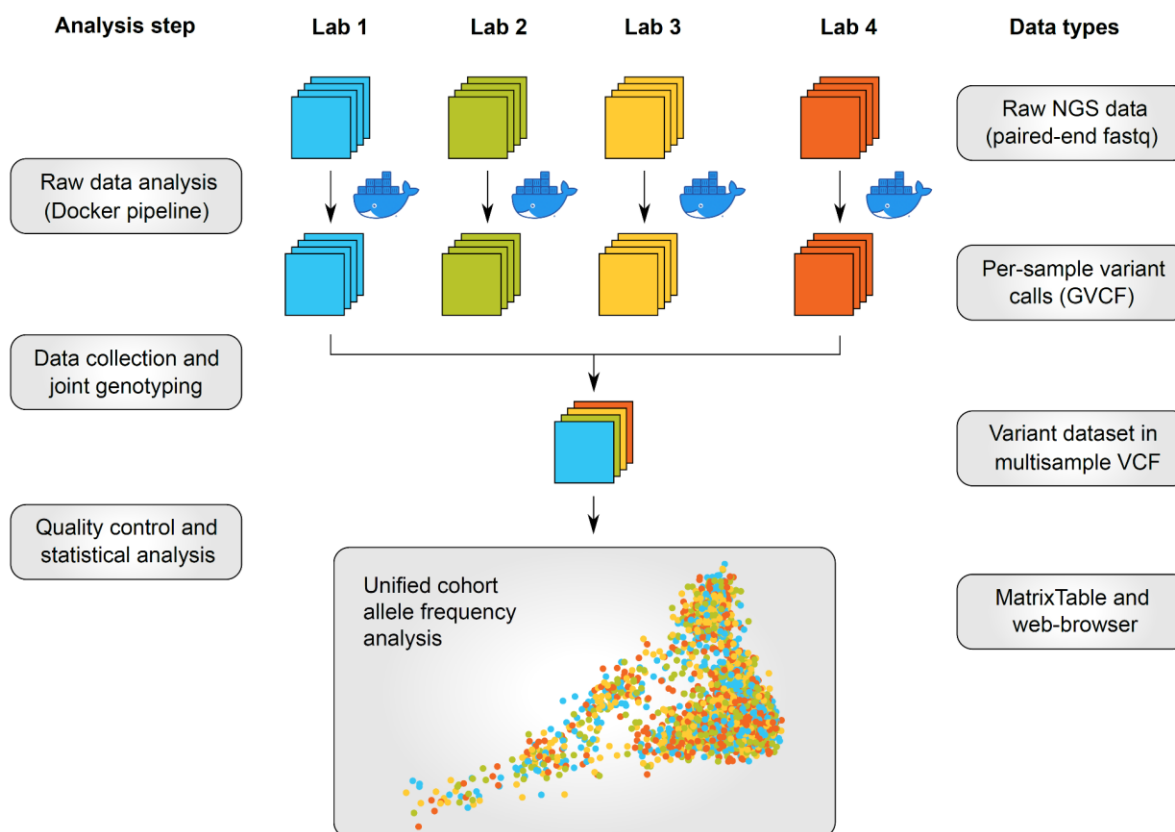 Analysis step
Lab 1
Lab 2
Lab 3
Lab 4
Data types
Raw NGS data
(paired-end fastq)
Raw data analysis
(Docker pipeline)
Per-sample variant
calls (GVCF)
Data collection and
joint genotyping
Variant dataset in
multisample VCF
Quality control and
statistical analysis
Unified cohort
allele frequency
analysis
MatrixTable and
web-browser